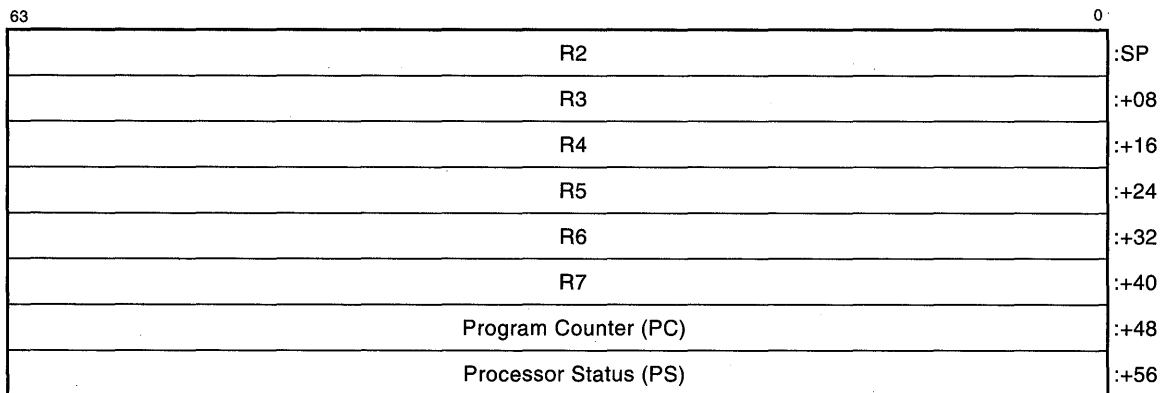 63 0
R2 :SP
R3 :+08
R4 :+16
R5 :+24
R6 :+32
R7 :+40
Program Counter (PC) :+48
Processor Status (PS) :+56